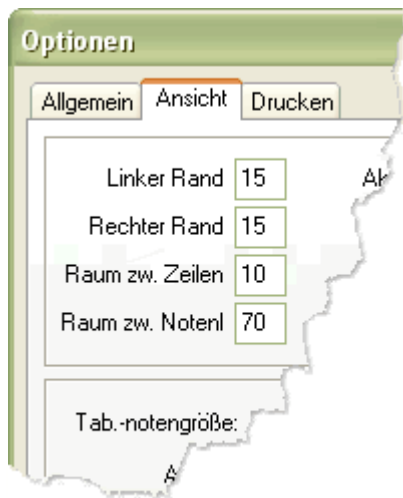 Optionen
Allgemein Ansicht Drucken
Linker Rand 15
Rechter Rand 15
Raum zw. Zeilen 10
Raum zw. Notenl 70
Tab.-notengröße: